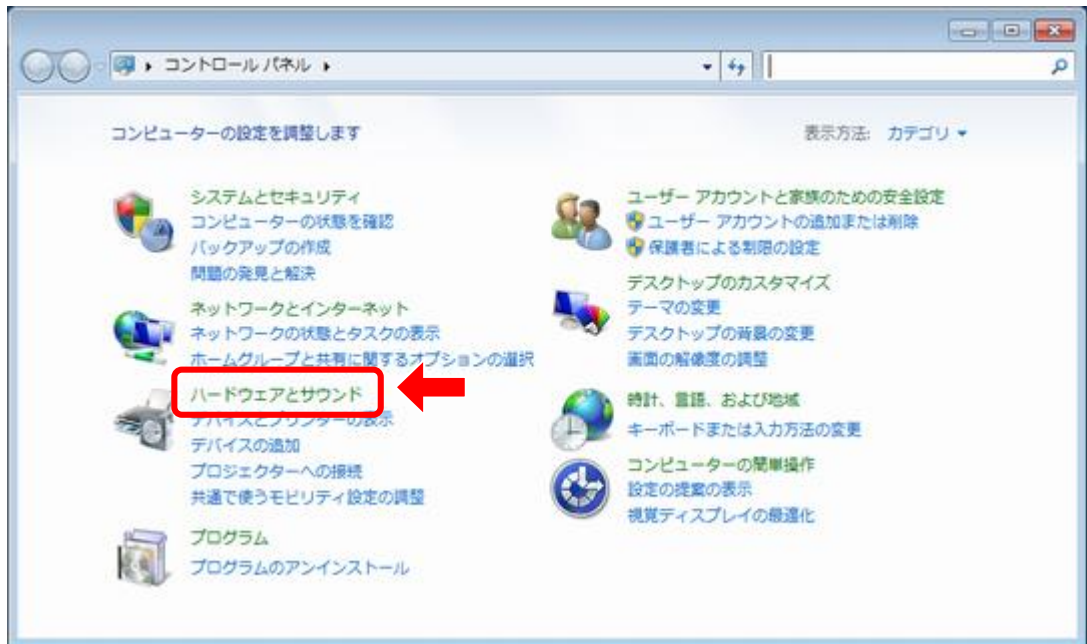 コントロール パネル
コンピューターの設定を調整します
表示方法: カテゴリ
システムとセキュリティ
コンピューターの状態を確認
バックアップの作成
問題の発見と解決
ネットワークとインターネット
ネットワークの状態とタスクの表示
ホームグループと共有に関するオプションの選択
ハードウェアとサウンド
デバイスとプリンターの表示
デバイスの追加
プロジェクターへの接続
共通で使うモビリティ設定の調整
プログラム
プログラムのアンインストール
ユーザー アカウントと家族のための安全設定
ユーザー アカウントの追加または削除
保護者による制限の設定
デスクトップのカスタマイズ
テーマの変更
デスクトップの背景の変更
画面の解像度の調整
時計、言語、および地域
キーボードまたは入力方法の変更
コンピューターの簡単操作
設定の提案の表示
視覚ディスプレイの最適化